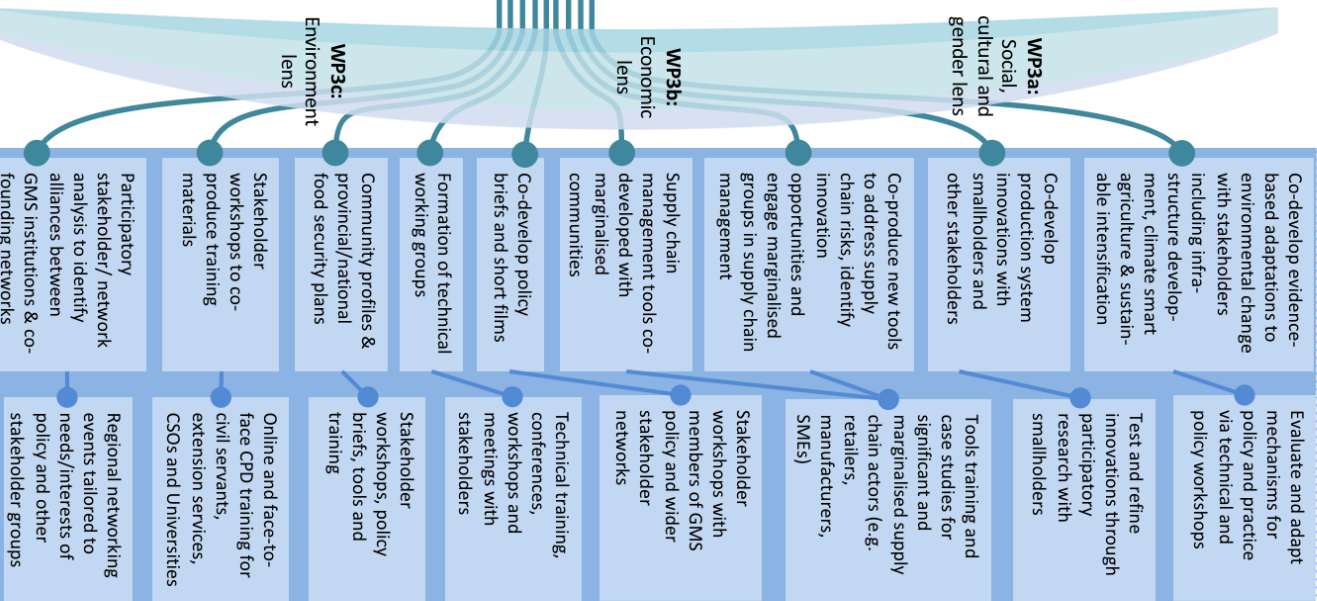 WP3a:
Social,
cultural and
gender lens
WP3b:
Economic
lens
WP3c:
Environment
lens
Co-develop evidence-
based adaptations to
environmental change
with stakeholders
including infra-
structure develop-
ment, climate smart
agriculture & sustain-
able intensification
Co-develop
production system
innovations with
smallholders and
other stakeholders
Co-produce new tools
to address supply
chain risks, identify
innovation
opportunities and
engage marginalised
groups in supply chain
management
Supply chain
management tools co-
developed with
marginalised
communities
Co-develop policy
briefs and short films
Formation of technical
working groups
Community profiles &
provincial/national
food security plans
Stakeholder
workshops to co-
produce training
materials
Participatory
stakeholder/ network
analysis to identify
alliances between
GMS institutions & co-
founding networks
Evaluate and adapt
mechanisms for
policy and practice
via technical and
policy workshops
Test and refine
innovations through
participatory
research with
smallholders
Tools training and
case studies for
significant and
marginalised supply
chain actors (e.g.
retailers,
manufacturers,
SMEs)
Stakeholder
workshops with
members of GMS
policy and wider
stakeholder
networks
Technical training,
conferences,
workshops and
meetings with
stakeholders
Stakeholder
workshops, policy
briefs, tools and
training
Online and face-to-
face CPD training for
civil servants,
extension services,
CSOs and Universities
Regional networking
events tailored to
needs/interests of
policy and other
stakeholder groups